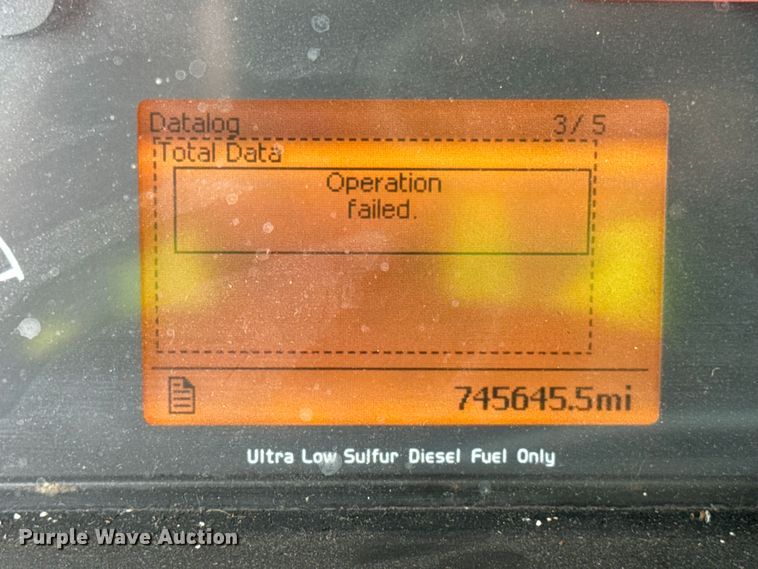 Datalog 3/ 5
Total Data
Operation
failed.
745645.5mi
Ultra Low Sulfur Diesel Fuel Only
Purple Wave Auction